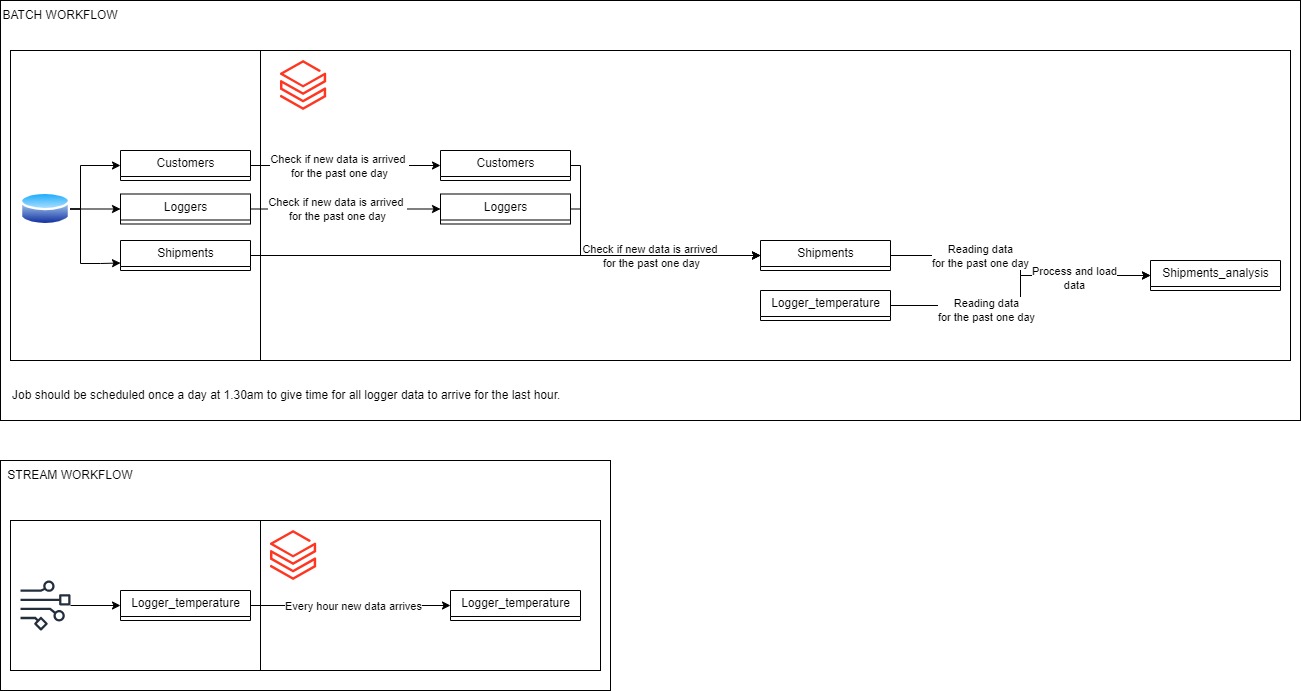 BATCH WORKFLOW
Customers
Check if new data is arrived
for the past one day
Customers
Loggers
Check if new data is arrived
for the past one day
Loggers
Shipments
Check if new data is arrived
for the past one day
Shipments
Reading data
for the past one day
Process and load
data
Shipments_analysis
Logger_temperature
Reading data
for the past one day
Job should be scheduled once a day at 1.30am to give time for all logger data to arrive for the last hour.
STREAM WORKFLOW
Logger_temperature
Every hour new data arrives
Logger_temperature